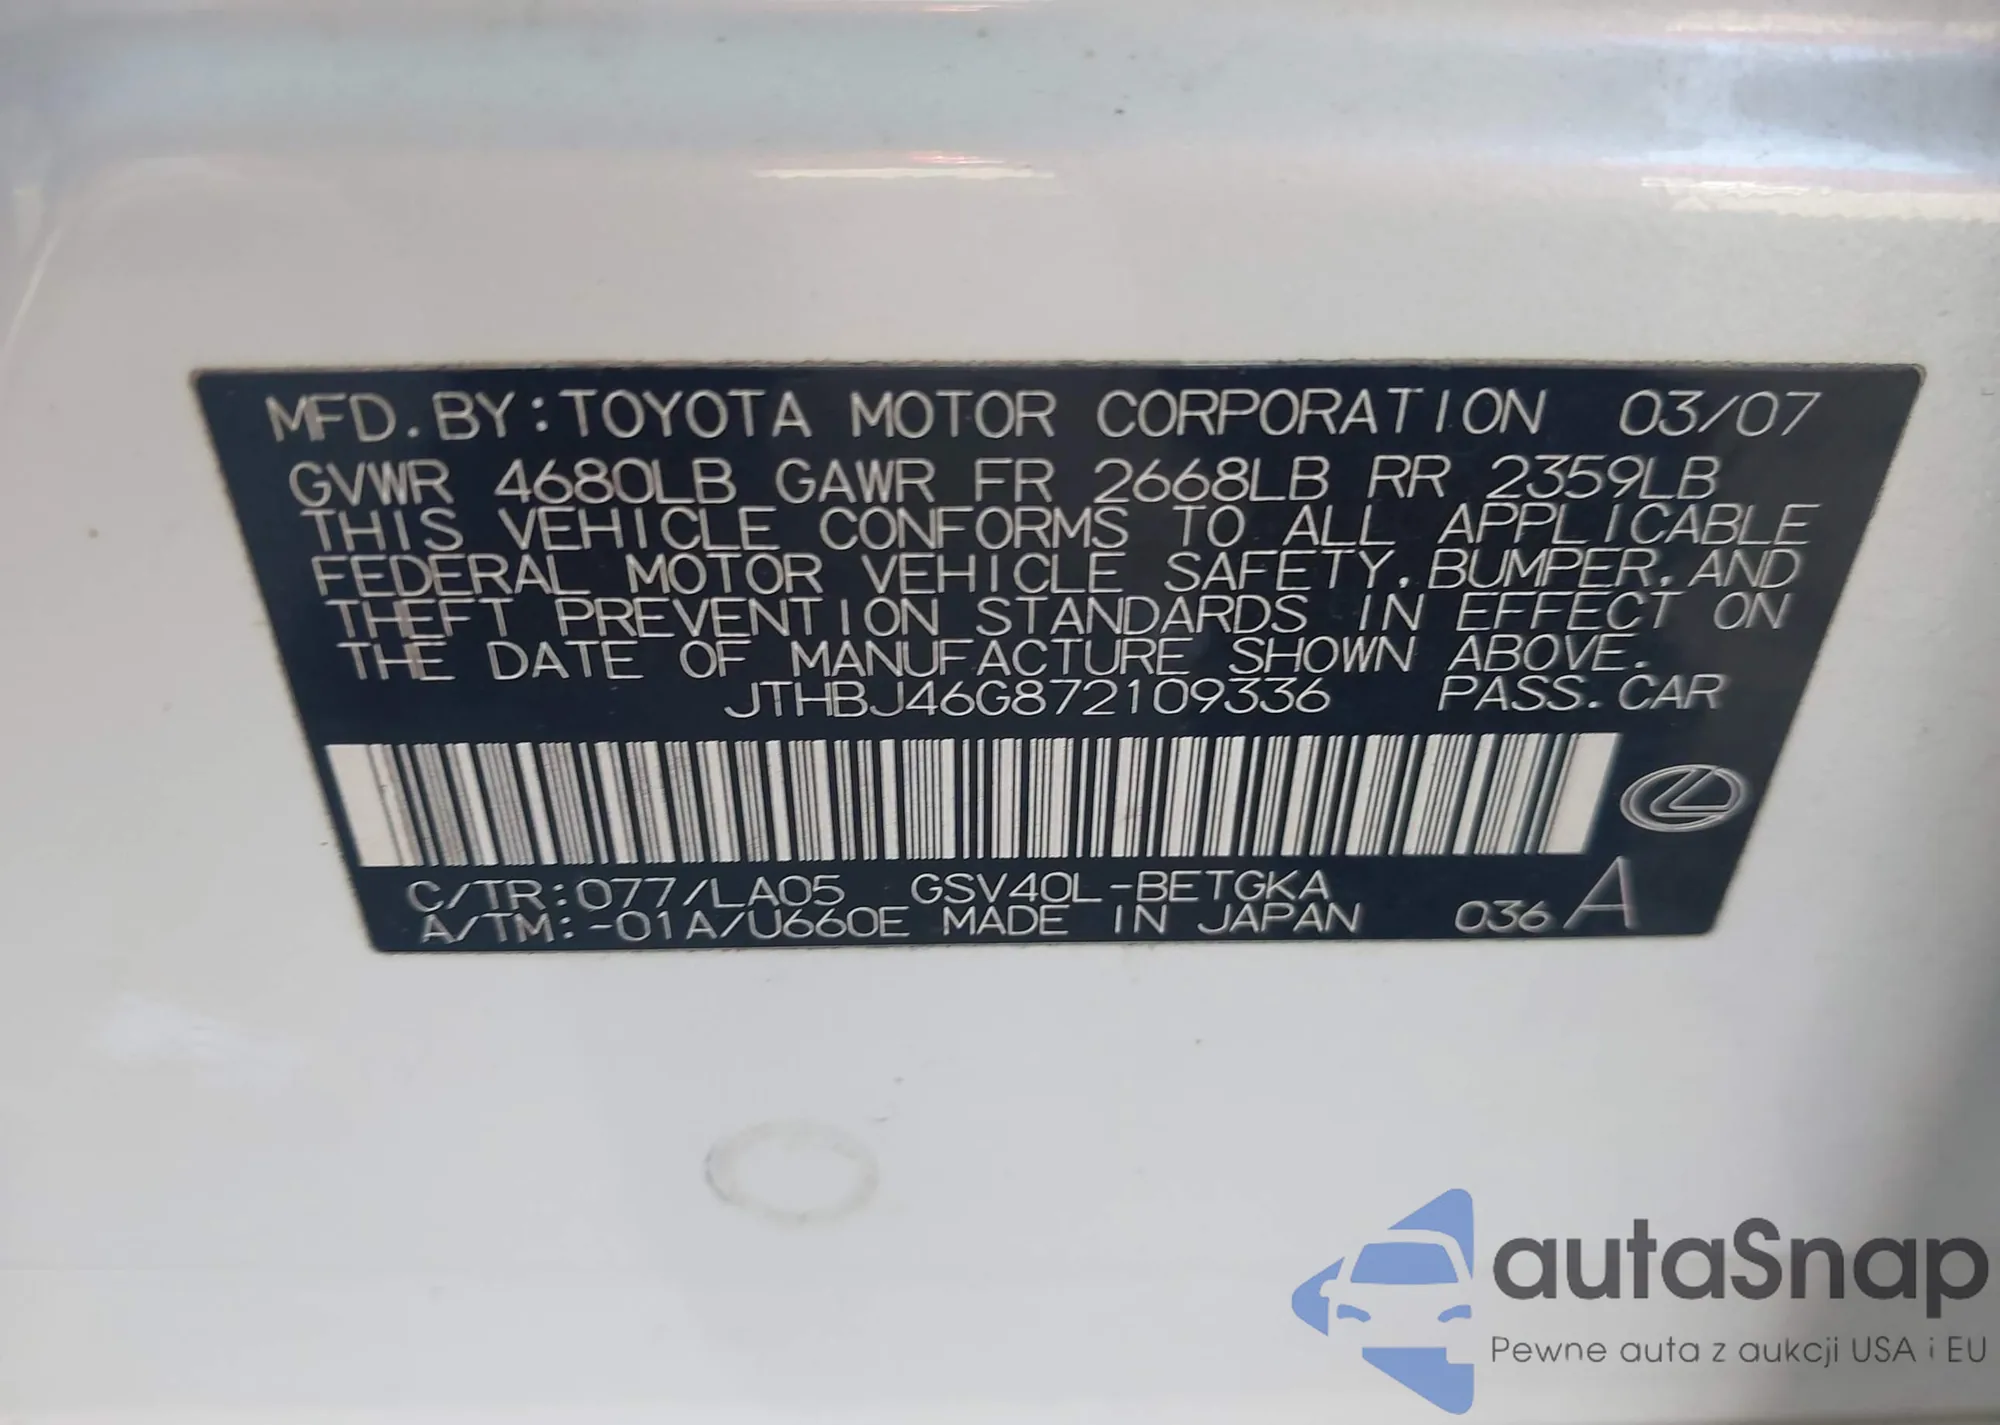 MFD. BY: TOYOTA MOTOR CORPORATION 03/07
GVWR 4680LB GAWR FR 2668LB RR 2359LB
THIS VEHICLE CONFORMS TO ALL APPLICABLE
FEDERAL MOTOR VEHICLE SAFETY, BUMPER, AND
THEFT PREVENTION STANDARDS IN EFFECT ON
THE DATE OF MANUFACTURE SHOWN ABOVE.
JTHBJ46G872109336 PASS. CAR
C/TR:077/LA05 GSV40L-BETGKA
A/TM:-01A/U660E MADE IN JAPAN 036 A
autaSnap
Pewne auta z aukcji USA i EU